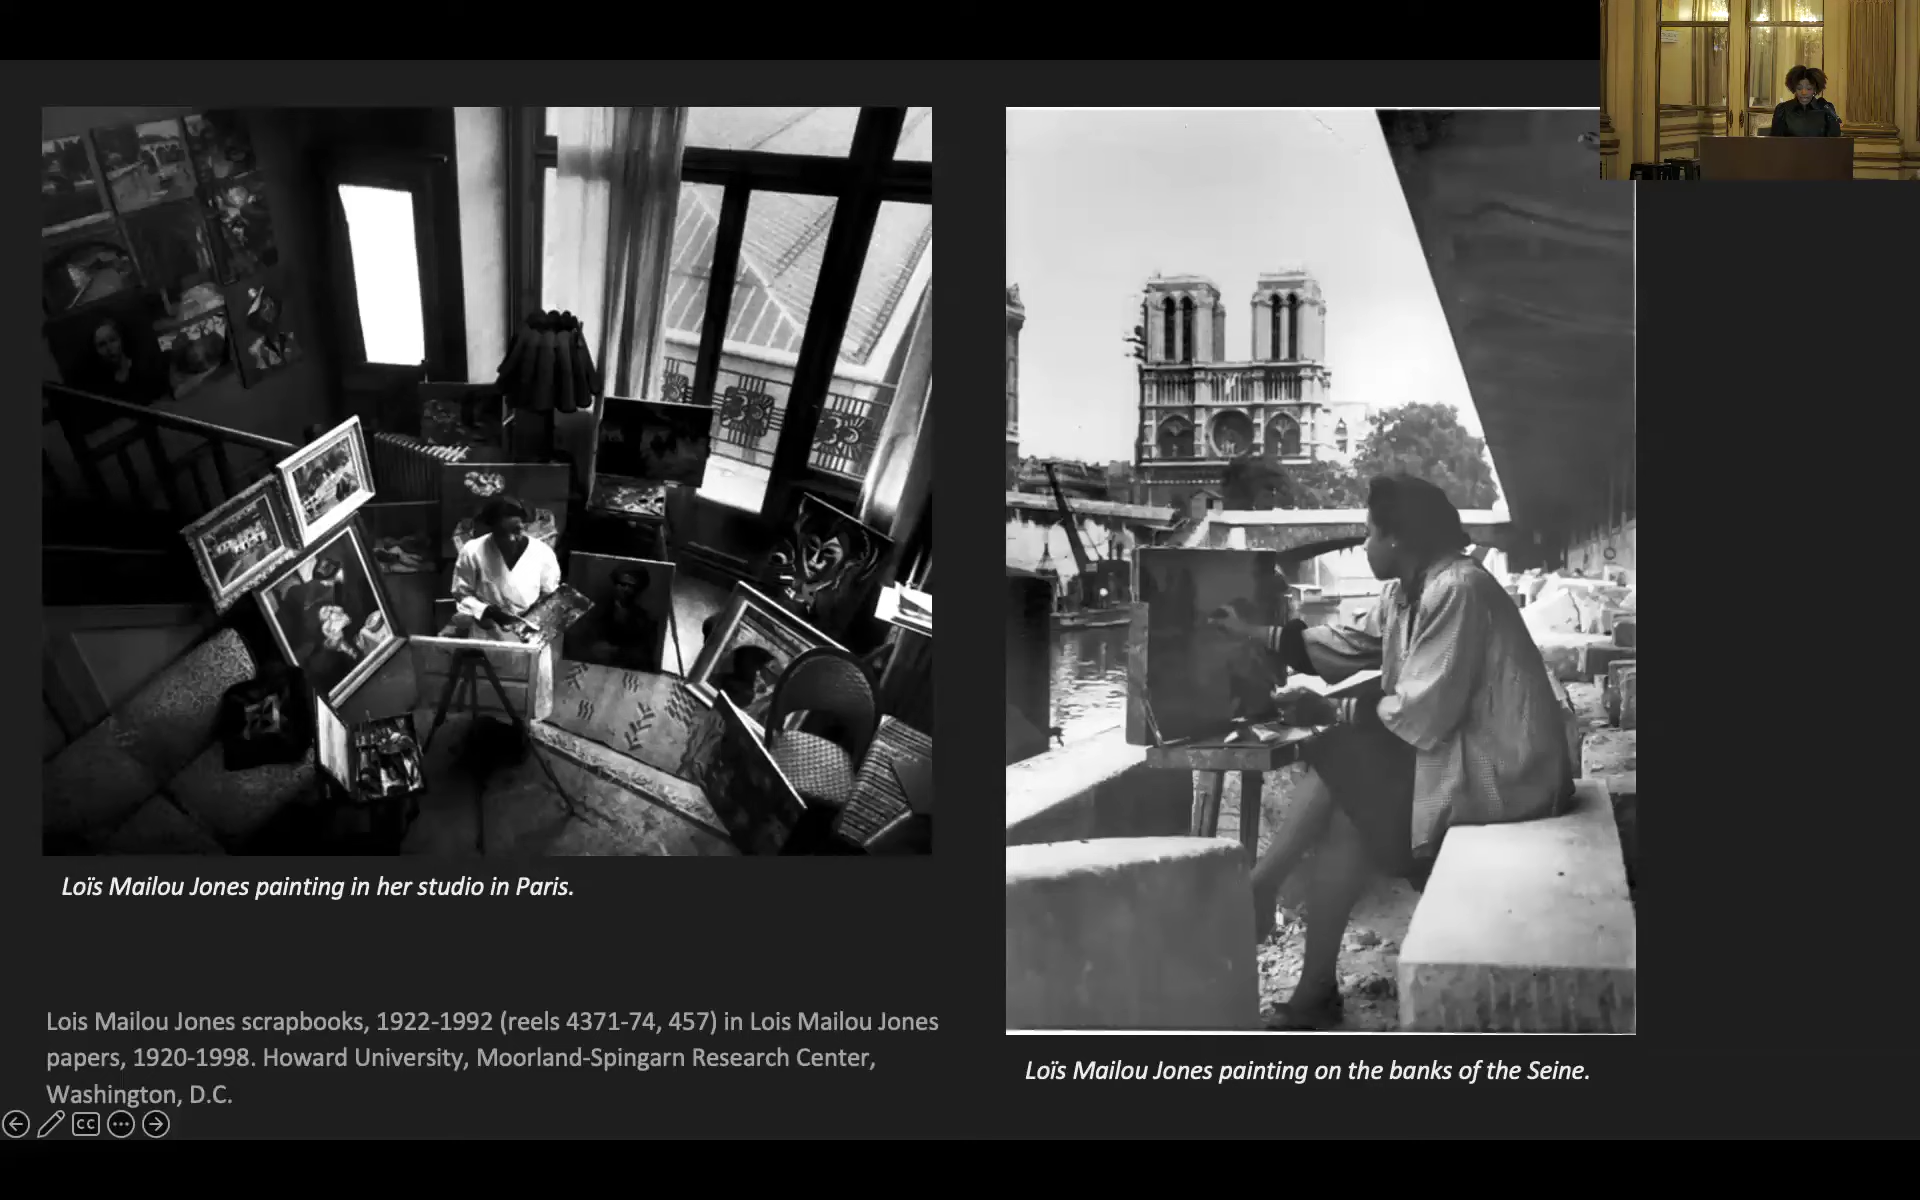 Loïs Mailou Jones painting in her studio in Paris.
Lois Mailou Jones scrapbooks, 1922-1992 (reels 4371-74, 457) in Lois Mailou Jones
papers, 1920-1998. Howard University, Moorland-Spingarn Research Center,
Washington, D.C.
Loïs Mailou Jones painting on the banks of the Seine.
CC